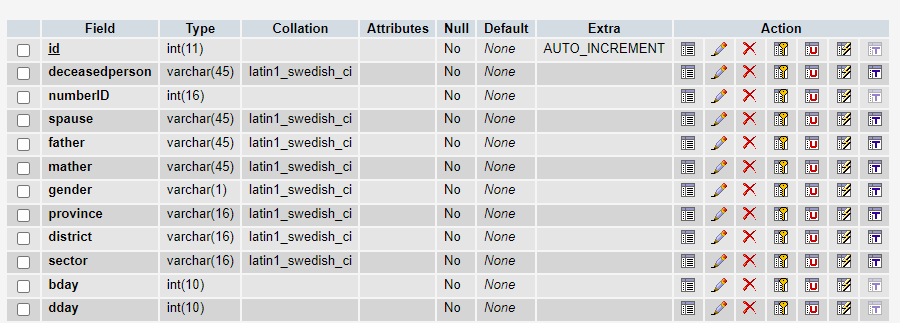 Field Type Collation Attributes Null Default Extra Action
id int(11) No None AUTO_INCREMENT
deceasedperson varchar(45) latin1_swedish_ci No None
numberID int(16) No None
spause varchar(45) latin1_swedish_ci No None
father varchar(45) latin1_swedish_ci No None
mather varchar(45) latin1_swedish_ci No None
gender varchar(1) latin1_swedish_ci No None
province varchar(16) latin1_swedish_ci No None
district varchar(16) latin1_swedish_ci No None
sector varchar(16) latin1_swedish_ci No None
bday int(10) No None
dday int(10) No None